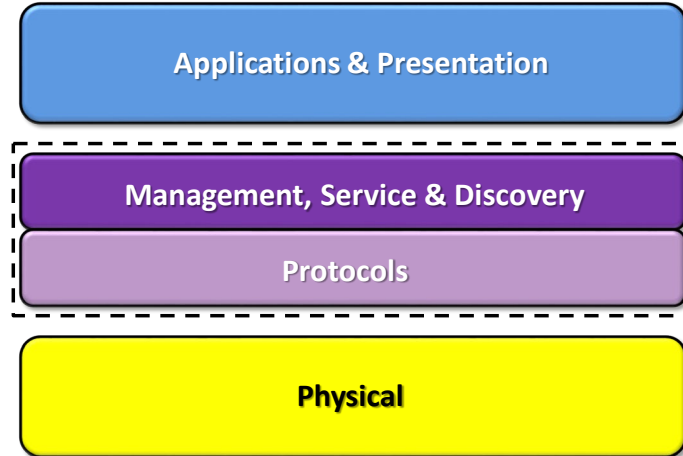 Applications & Presentation
Management, Service & Discovery
Protocols
Physical